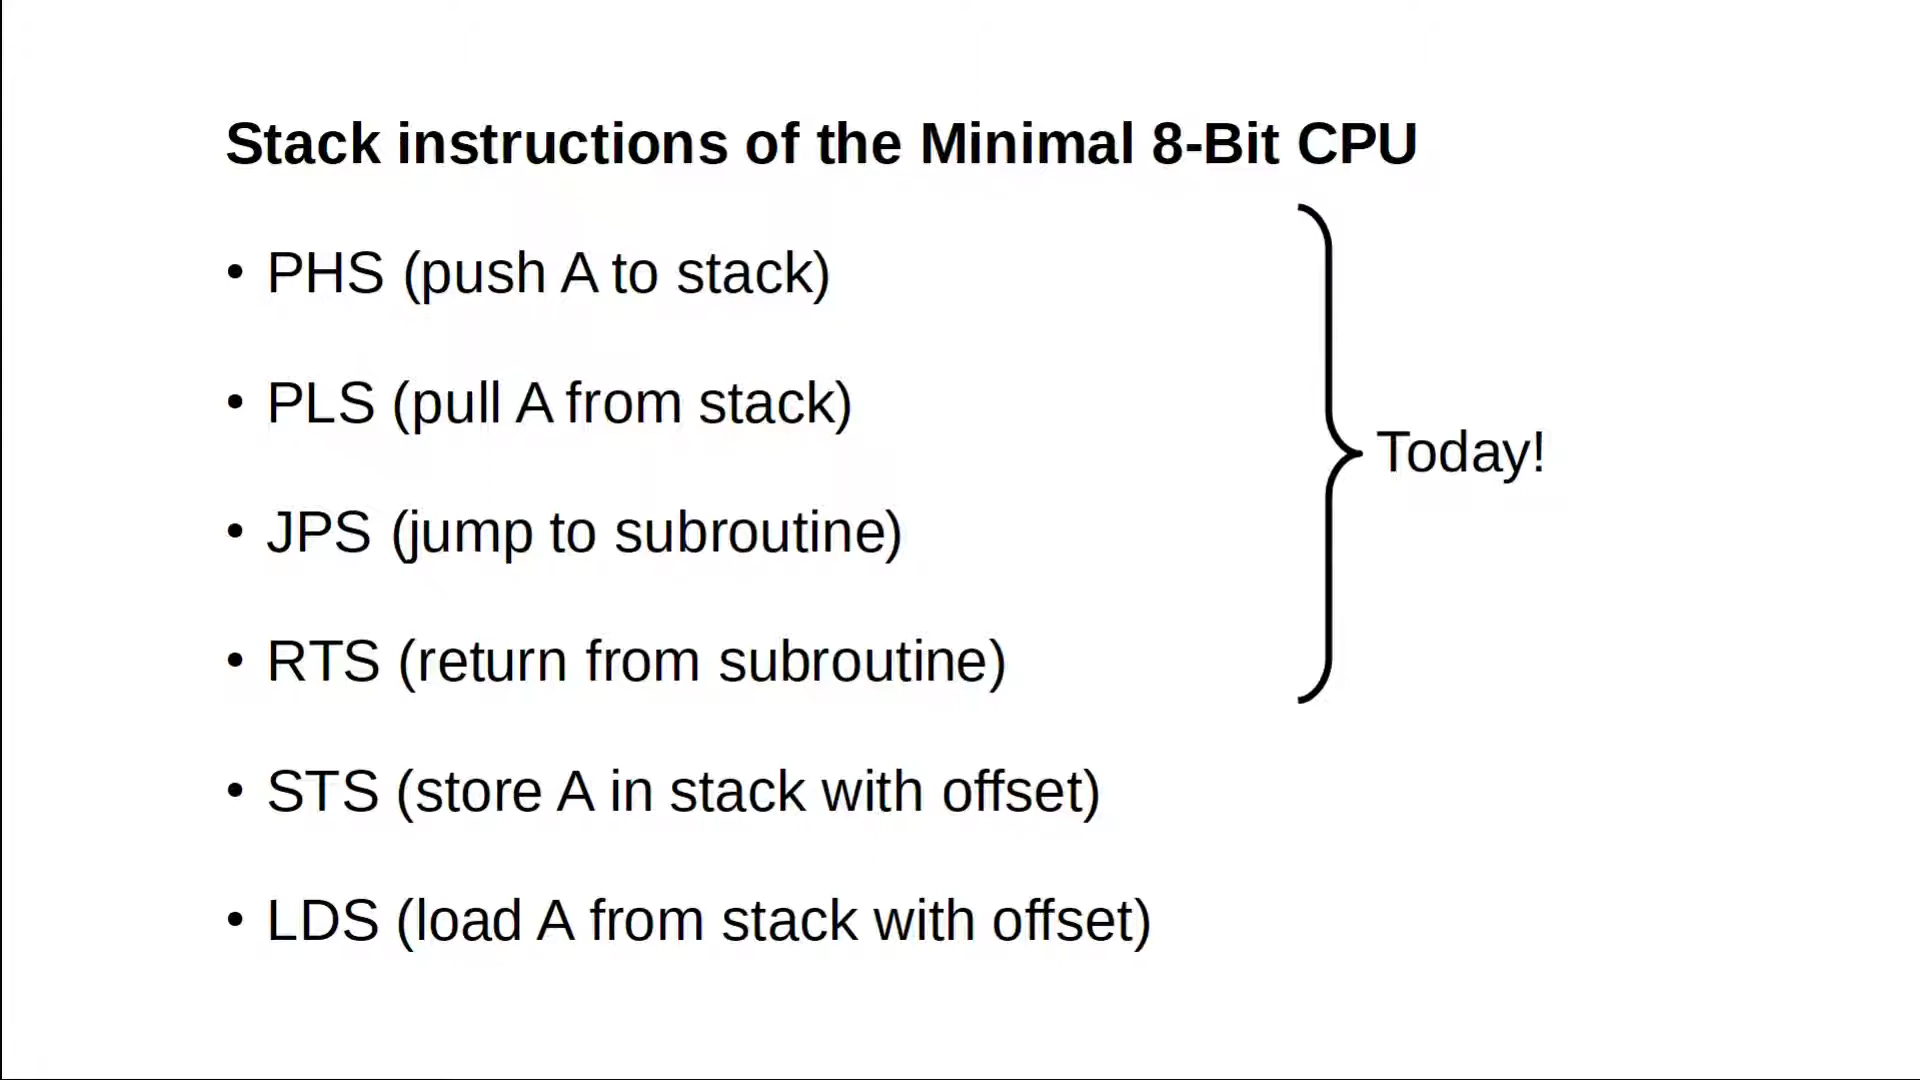 Stack instructions of the Minimal 8-Bit CPU
• PHS (push A to stack)
• PLS (pull A from stack)
Today!
• JPS (jump to subroutine)
• RTS (return from subroutine)
• STS (store A in stack with offset)
• LDS (load A from stack with offset)